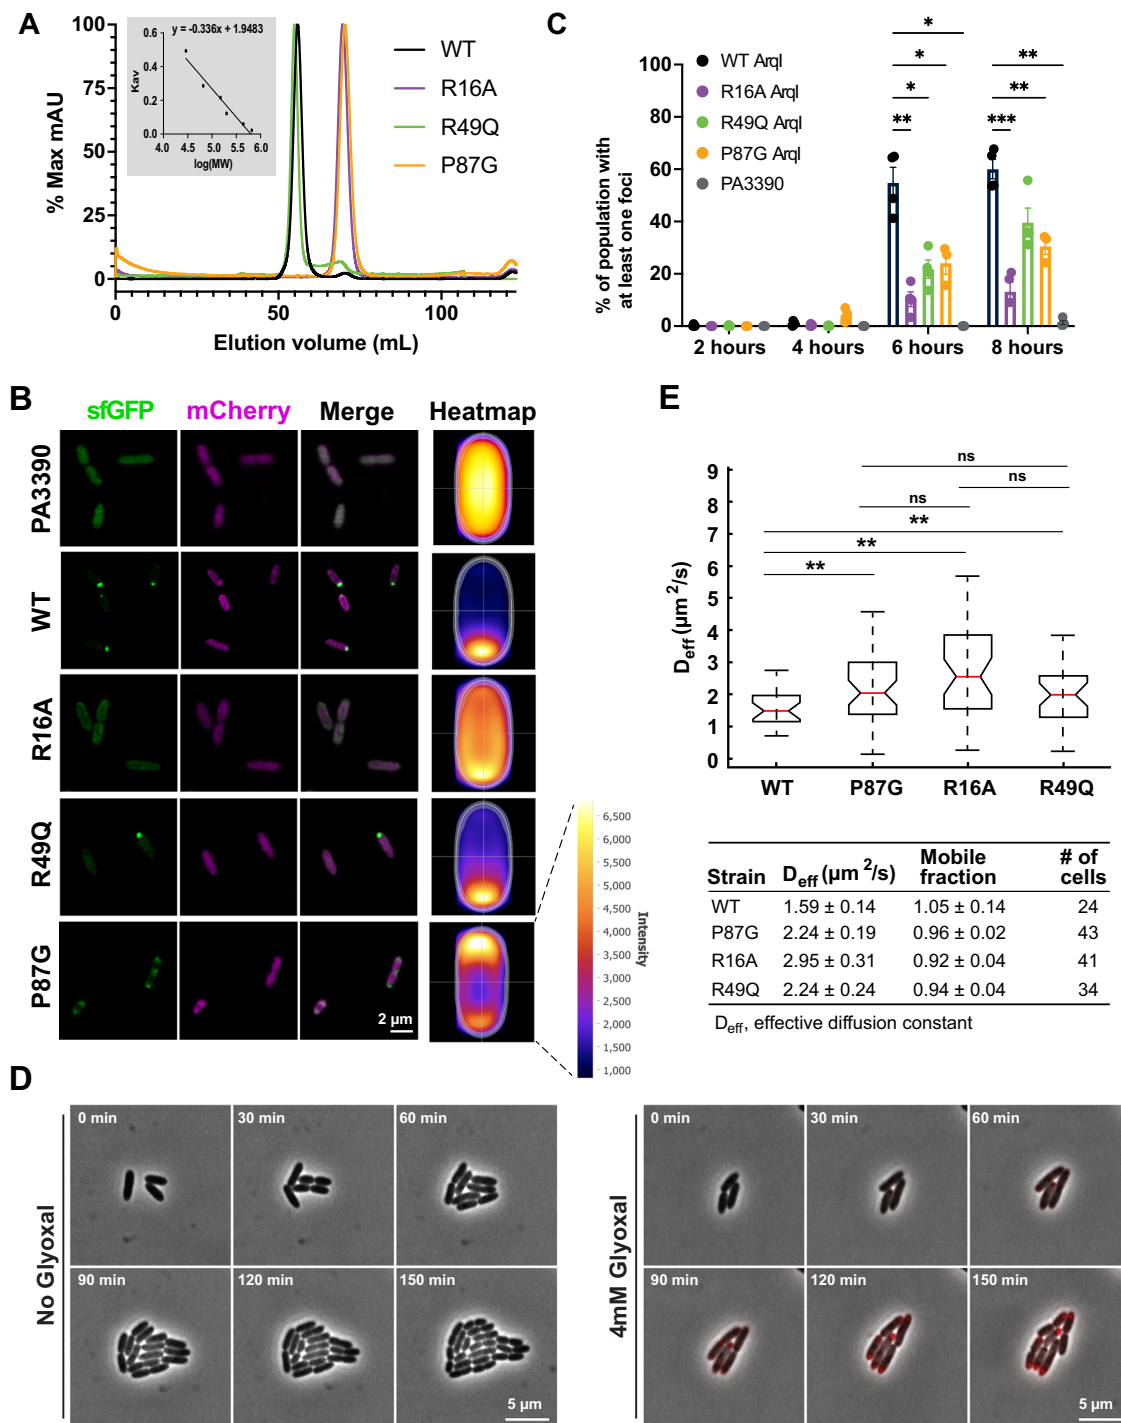 A
y = -0.336x + 1.9483
Kav
0.6
0.4
0.2
0.0
4.0 4.5 5.0 5.5 6.0
log(MW)
% Max mAU
100
75
50
25
0
0 50 100
Elution volume (mL)
WT
R16A
R49Q
P87G
C
% of population with
at least one foci
100
80
60
40
20
0
WT ArqI
R16A ArqI
R49Q ArqI
P87G ArqI
PA3390
*
*
*
**
**
**
***
2 hours 4 hours 6 hours 8 hours
B
sfGFP mCherry Merge Heatmap
PA3390
WT
R16A
R49Q
P87G
2 µm
6,500
6,000
5,500
5,000
4,500
4,000
3,500
3,000
2,500
2,000
1,500
1,000
Intensity
E
Deff (µm 2/s)
9
8
7
6
5
4
3
2
1
0
ns
ns
ns
**
**
**
WT P87G R16A R49Q
Strain Deff (µm 2/s) Mobile fraction # of cells
WT 1.59 ± 0.14 1.05 ± 0.14 24
P87G 2.24 ± 0.19 0.96 ± 0.02 43
R16A 2.95 ± 0.31 0.92 ± 0.04 41
R49Q 2.24 ± 0.24 0.94 ± 0.04 34
Deff, effective diffusion constant
D
No Glyoxal
0 min 30 min 60 min
90 min 120 min 150 min
5 µm
4mM Glyoxal
0 min 30 min 60 min
90 min 120 min 150 min
5 µm